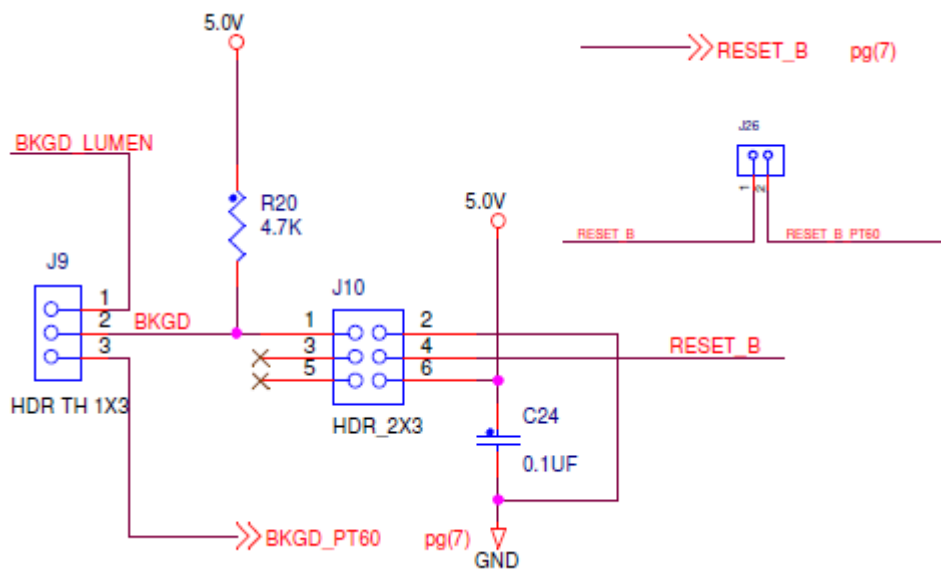 5.0V
RESET_B pg(7)
J26
BKGD_LUMEN
R20
4.7K
5.0V
1 2
RESET_B
RESET_B_PT60
J9
J10
1
2
BKGD
3
1 2
3 4
RESET_B
5 6
HDR TH 1X3
HDR_2X3
C24
0.1UF
BKGD_PT60 pg(7)
GND